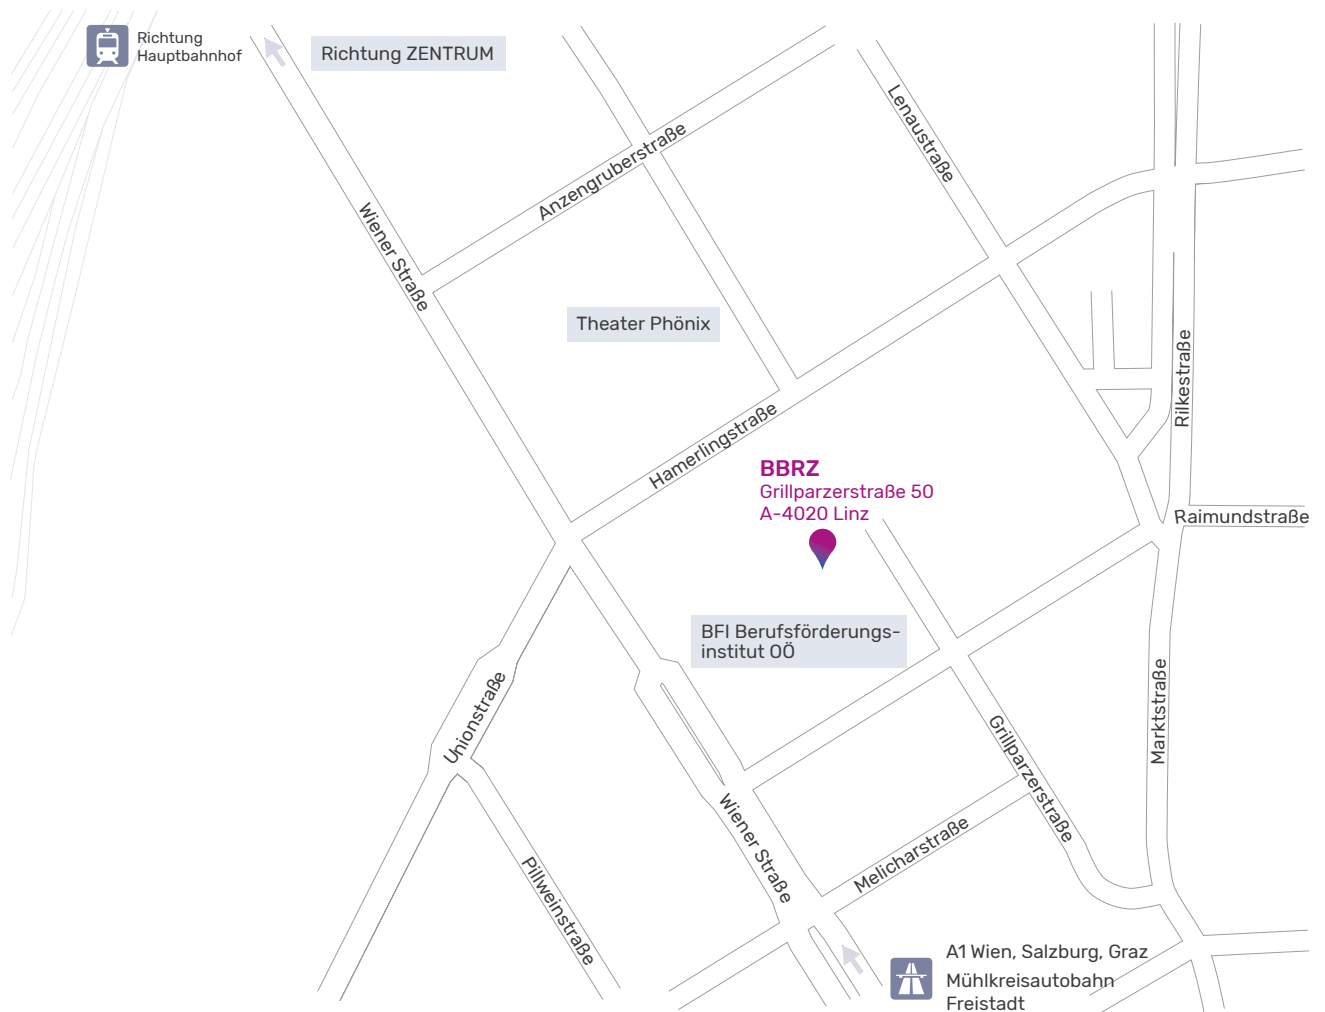 Richtung
Hauptbahnhof
Richtung ZENTRUM
Lenaustraße
Anzengruberstraße
Wiener Straße
Theater Phönix
Rilkestraße
Hamerlingstraße
BBRZ
Grillparzerstraße 50
A-4020 Linz
Raimundstraße
BFI Berufsförderungs-
institut OÖ
Unionstraße
Marktstraße
Grillparzerstraße
Wiener Straße
Melicharstraße
Pillweinstraße
A1 Wien, Salzburg, Graz
Mühlkreisautobahn
Freistadt